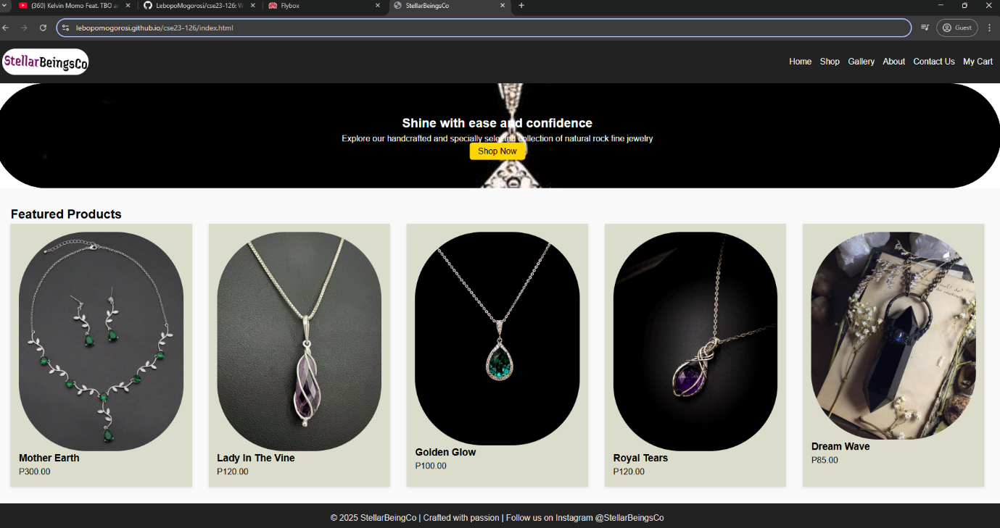 (360) Kelvin Momo Feat. TBO a
LebopoMogorosi/cse23-126: W
Flybox
StellarBeingsCo
lebopomogorosi.github.io/cse23-126/index.html
Guest
StellarBeingsCo
Home Shop Gallery About Contact Us My Cart
Shine with ease and confidence
Explore our handcrafted and specially selected collection of natural rock fine jewelry
Shop Now
Featured Products
Mother Earth
P300.00
Lady In The Vine
P120.00
Golden Glow
P100.00
Royal Tears
P120.00
Dream Wave
P85.00
© 2025 StellarBeingCo | Crafted with passion | Follow us on Instagram @StellarBeingsCo